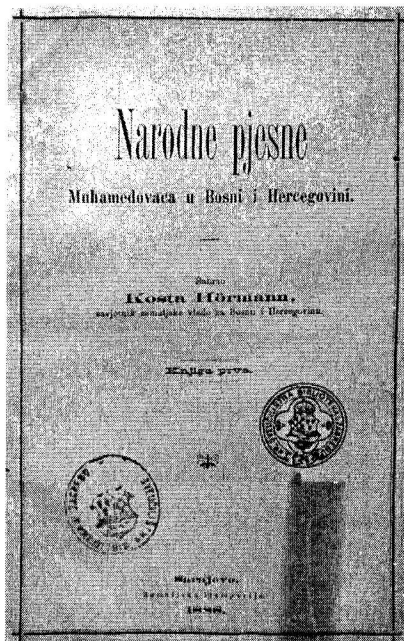 Narodne pjesne
Muhamedovaca u Bosni i Hercegovini.
Sabrao
Kosta Hörmann,
savjetnik zemaljske vlade za Bosnu i Hercegovinu.
Knjiga prva.
Sarajevo.
Zemaljska štamparija
1888.